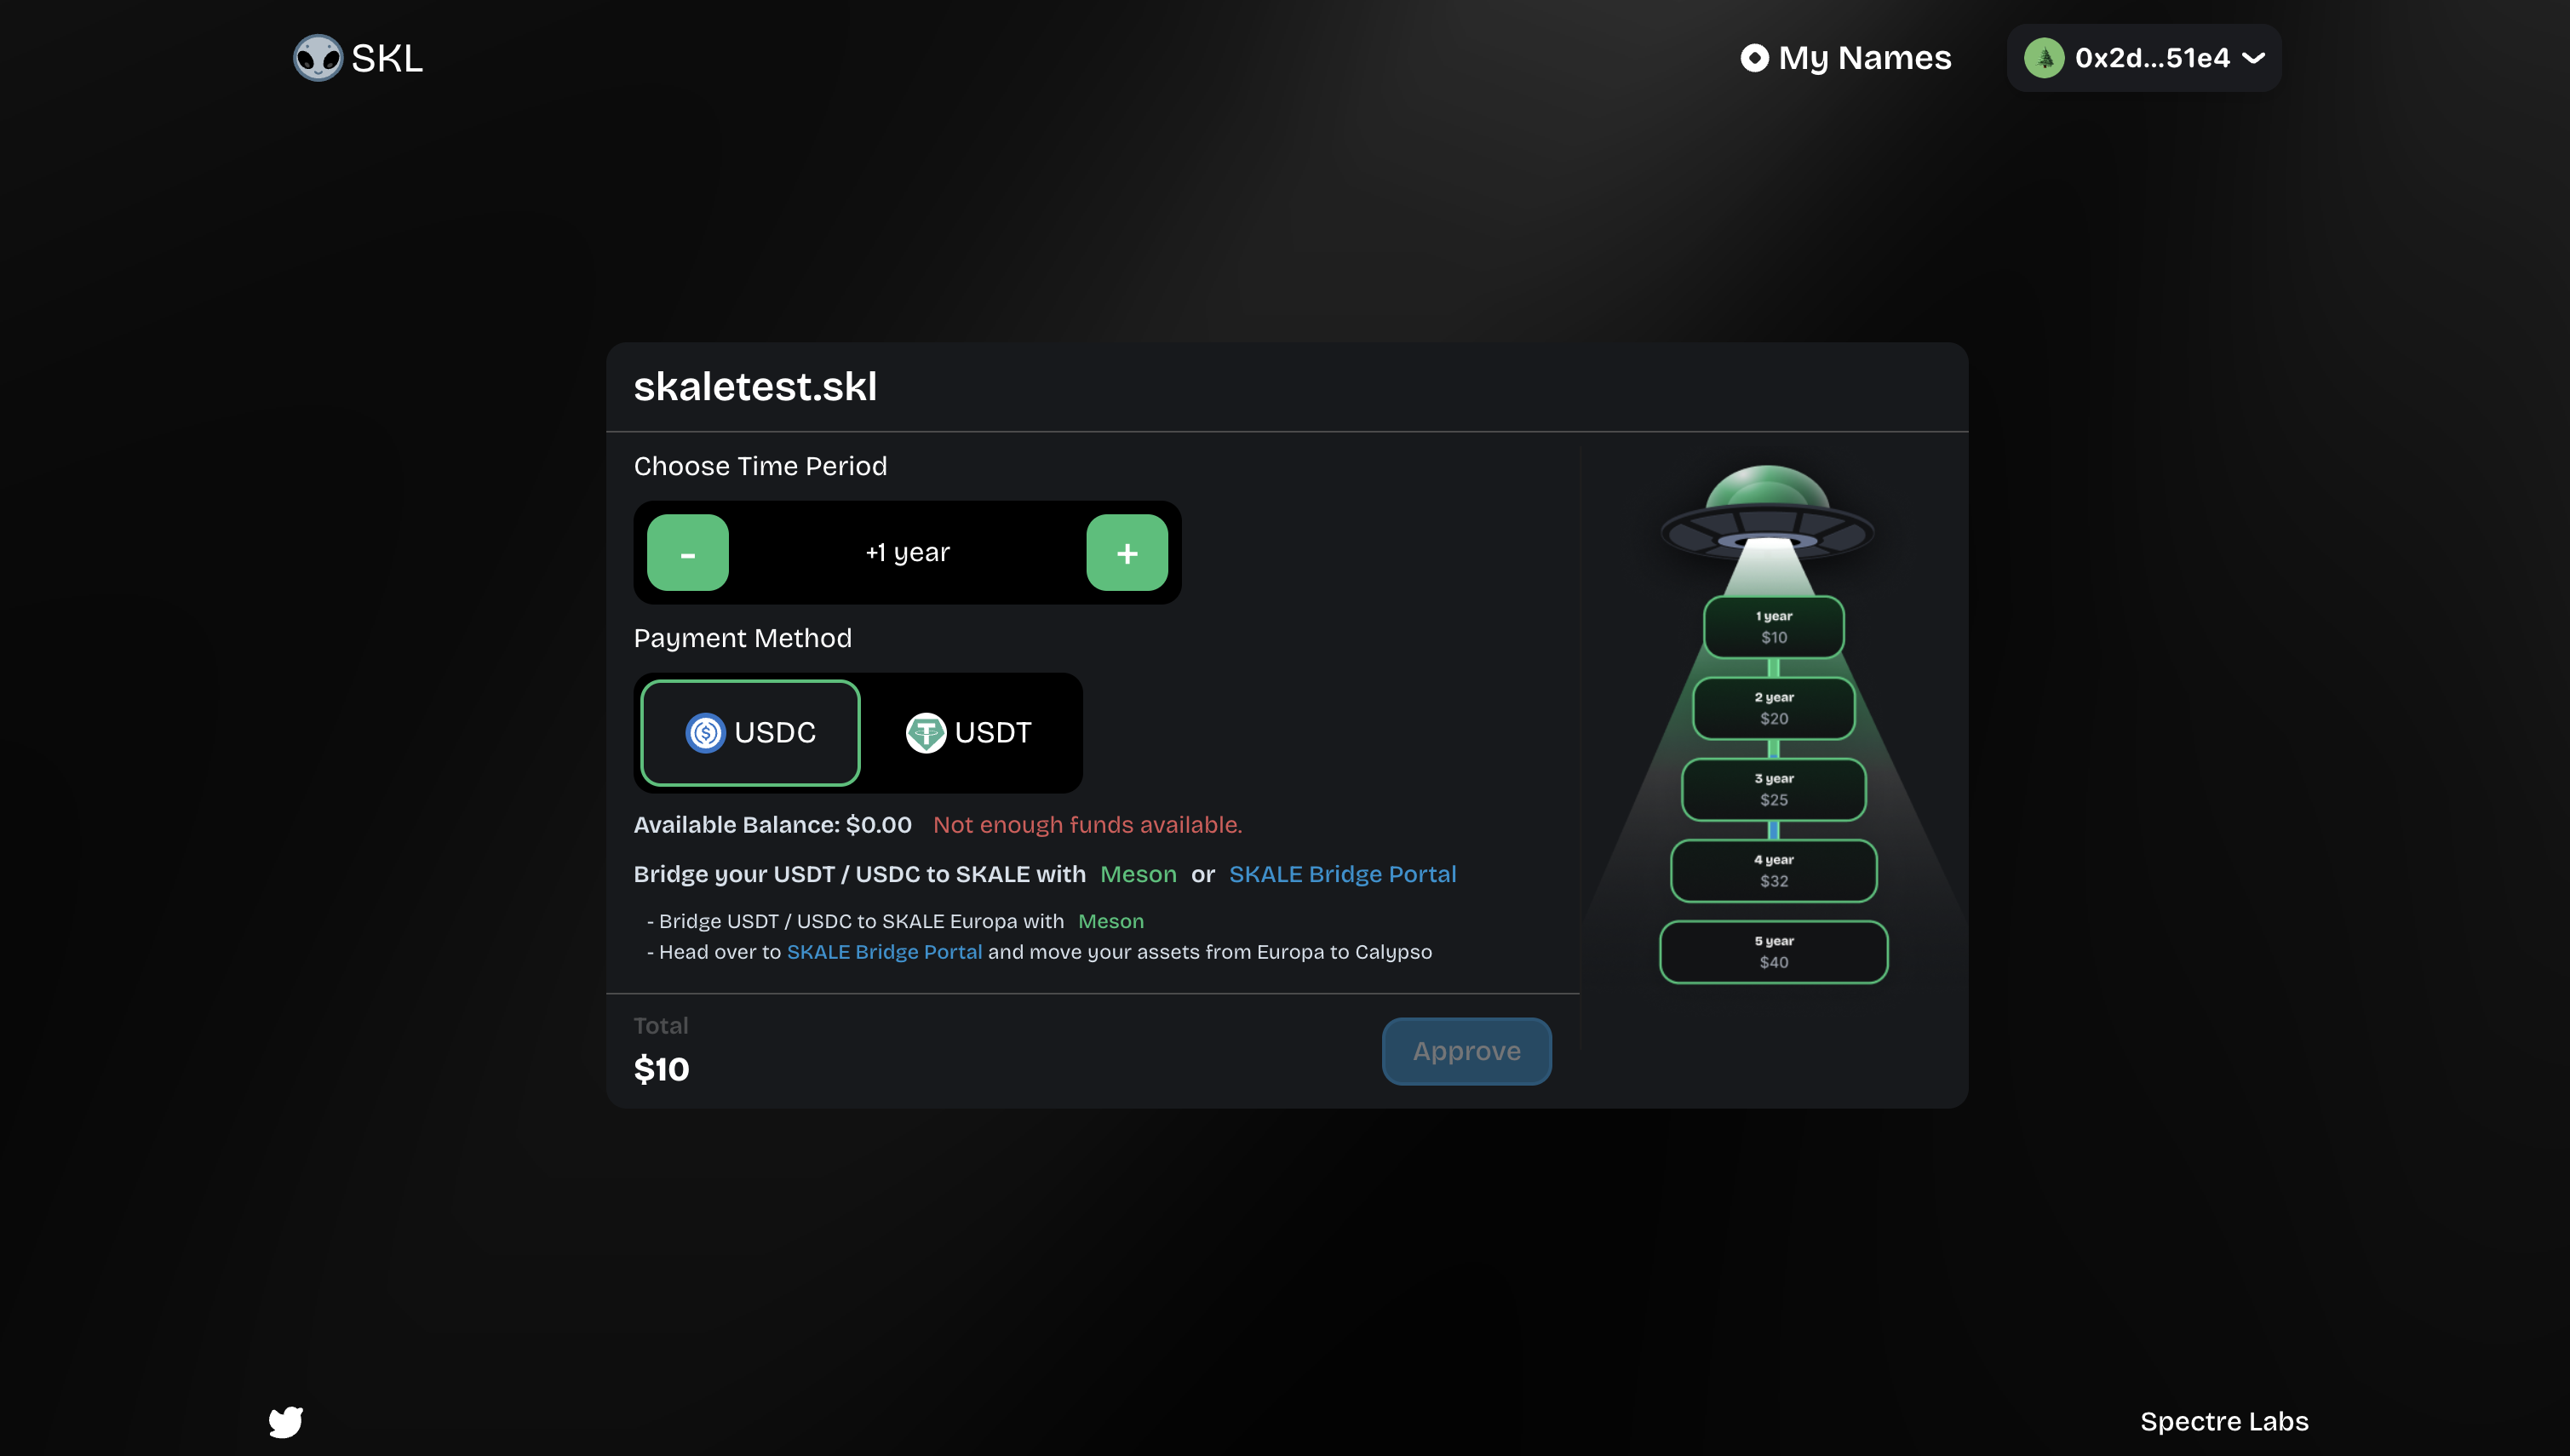 SKL
My Names
0x2d...51e4
skaletest.skl
Choose Time Period
-
+1 year
+
Payment Method
USDC
USDT
Available Balance: $0.00 Not enough funds available.
Bridge your USDT / USDC to SKALE with Meson or SKALE Bridge Portal
- Bridge USDT / USDC to SKALE Europa with Meson
- Head over to SKALE Bridge Portal and move your assets from Europa to Calypso
Total
$10
Approve
1 year
$10
2 year
$20
3 year
$25
4 year
$32
5 year
$40
Spectre Labs